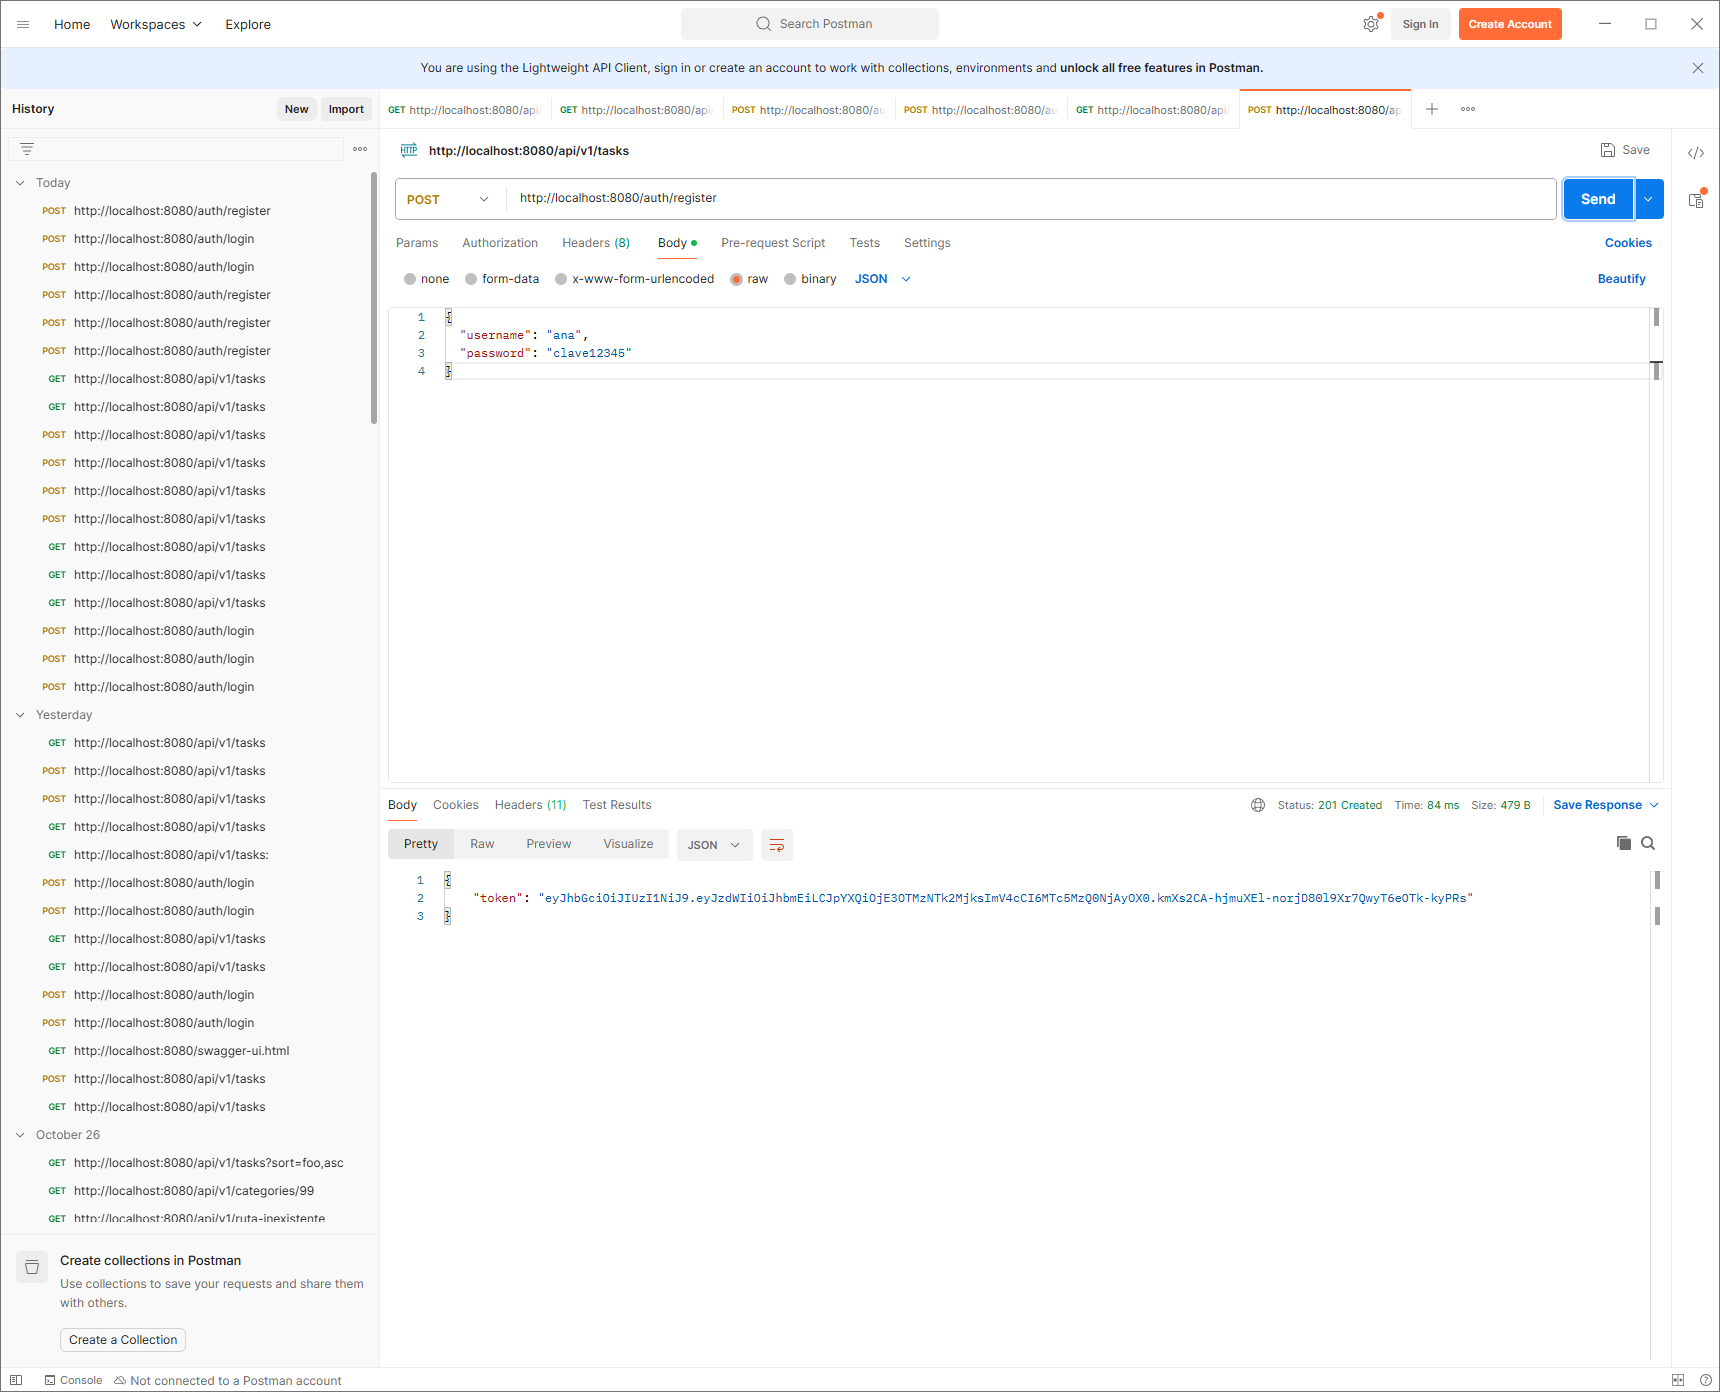 Home Workspaces Explore Search Postman Sign In Create Account
You are using the Lightweight API Client, sign in or create an account to work with collections, environments and unlock all free features in Postman.
History New Import
GET http://localhost:8080/api/ GET http://localhost:8080/api/ POST http://localhost:8080/au POST http://localhost:8080/au GET http://localhost:8080/api/ POST http://localhost:8080/ap
Today
POST http://localhost:8080/auth/register
POST http://localhost:8080/auth/login
POST http://localhost:8080/auth/login
POST http://localhost:8080/auth/register
POST http://localhost:8080/auth/register
POST http://localhost:8080/auth/register
GET http://localhost:8080/api/v1/tasks
GET http://localhost:8080/api/v1/tasks
POST http://localhost:8080/api/v1/tasks
POST http://localhost:8080/api/v1/tasks
POST http://localhost:8080/api/v1/tasks
POST http://localhost:8080/api/v1/tasks
GET http://localhost:8080/api/v1/tasks
GET http://localhost:8080/api/v1/tasks
GET http://localhost:8080/api/v1/tasks
POST http://localhost:8080/auth/login
POST http://localhost:8080/auth/login
POST http://localhost:8080/auth/login
Yesterday
GET http://localhost:8080/api/v1/tasks
POST http://localhost:8080/api/v1/tasks
POST http://localhost:8080/api/v1/tasks
GET http://localhost:8080/api/v1/tasks
GET http://localhost:8080/api/v1/tasks:
POST http://localhost:8080/auth/login
POST http://localhost:8080/auth/login
GET http://localhost:8080/api/v1/tasks
GET http://localhost:8080/api/v1/tasks
POST http://localhost:8080/auth/login
POST http://localhost:8080/auth/login
GET http://localhost:8080/swagger-ui.html
POST http://localhost:8080/api/v1/tasks
GET http://localhost:8080/api/v1/tasks
October 26
GET http://localhost:8080/api/v1/tasks?sort=foo,asc
GET http://localhost:8080/api/v1/categories/99
GET http://localhost:8080/api/v1/ruta-inexistente
Create collections in Postman
Use collections to save your requests and share them
with others.
Create a Collection
HTTP http://localhost:8080/api/v1/tasks Save
POST http://localhost:8080/auth/register Send
Params Authorization Headers (8) Body Pre-request Script Tests Settings Cookies
none form-data x-www-form-urlencoded raw binary JSON Beautify
1 {
2 "username": "ana",
3 "password": "clave12345"
4 }
Body Cookies Headers (11) Test Results Status: 201 Created Time: 84 ms Size: 479 B Save Response
Pretty Raw Preview Visualize JSON
1 {
2 "token": "eyJhbGciOiJIUzI1NiJ9.eyJzdWIiOiJhbmEiLCJpYXQiOjE3OTMzNTk2MjksImV4cCI6MTc5MzQ0NjAyOX0.kmXs2CA-hjmuXEl-norjD80l9Xr7QwyT6eOTk-kyPRs"
3 }
Console Not connected to a Postman account